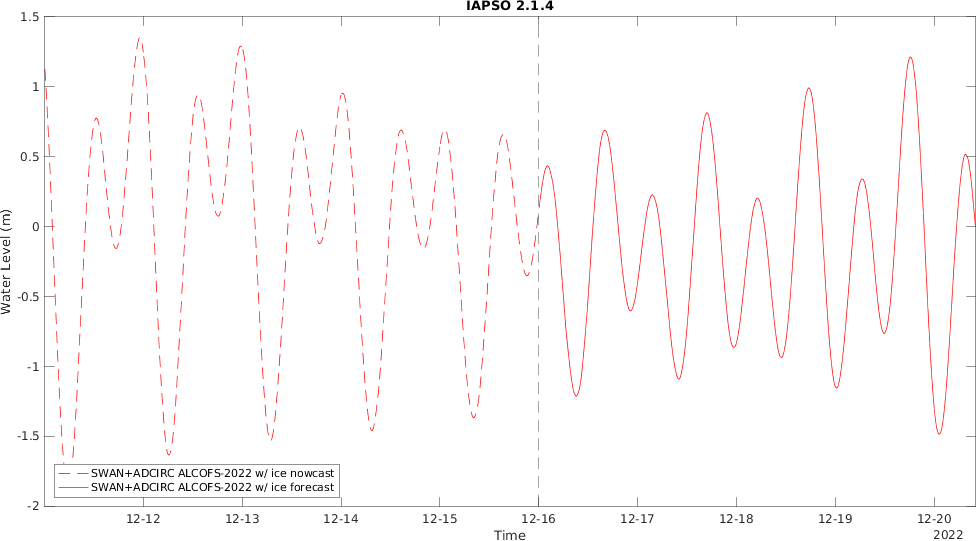 IAPSO 2.1.4
1.5
1
0.5
0
-0.5
-1
-1.5
-2
Water Level (m)
SWAN+ADCIRC ALCOFS-2022 w/ ice nowcast
SWAN+ADCIRC ALCOFS-2022 w/ ice forecast
12-12 12-13 12-14 12-15 12-16 12-17 12-18 12-19 12-20
Time 2022